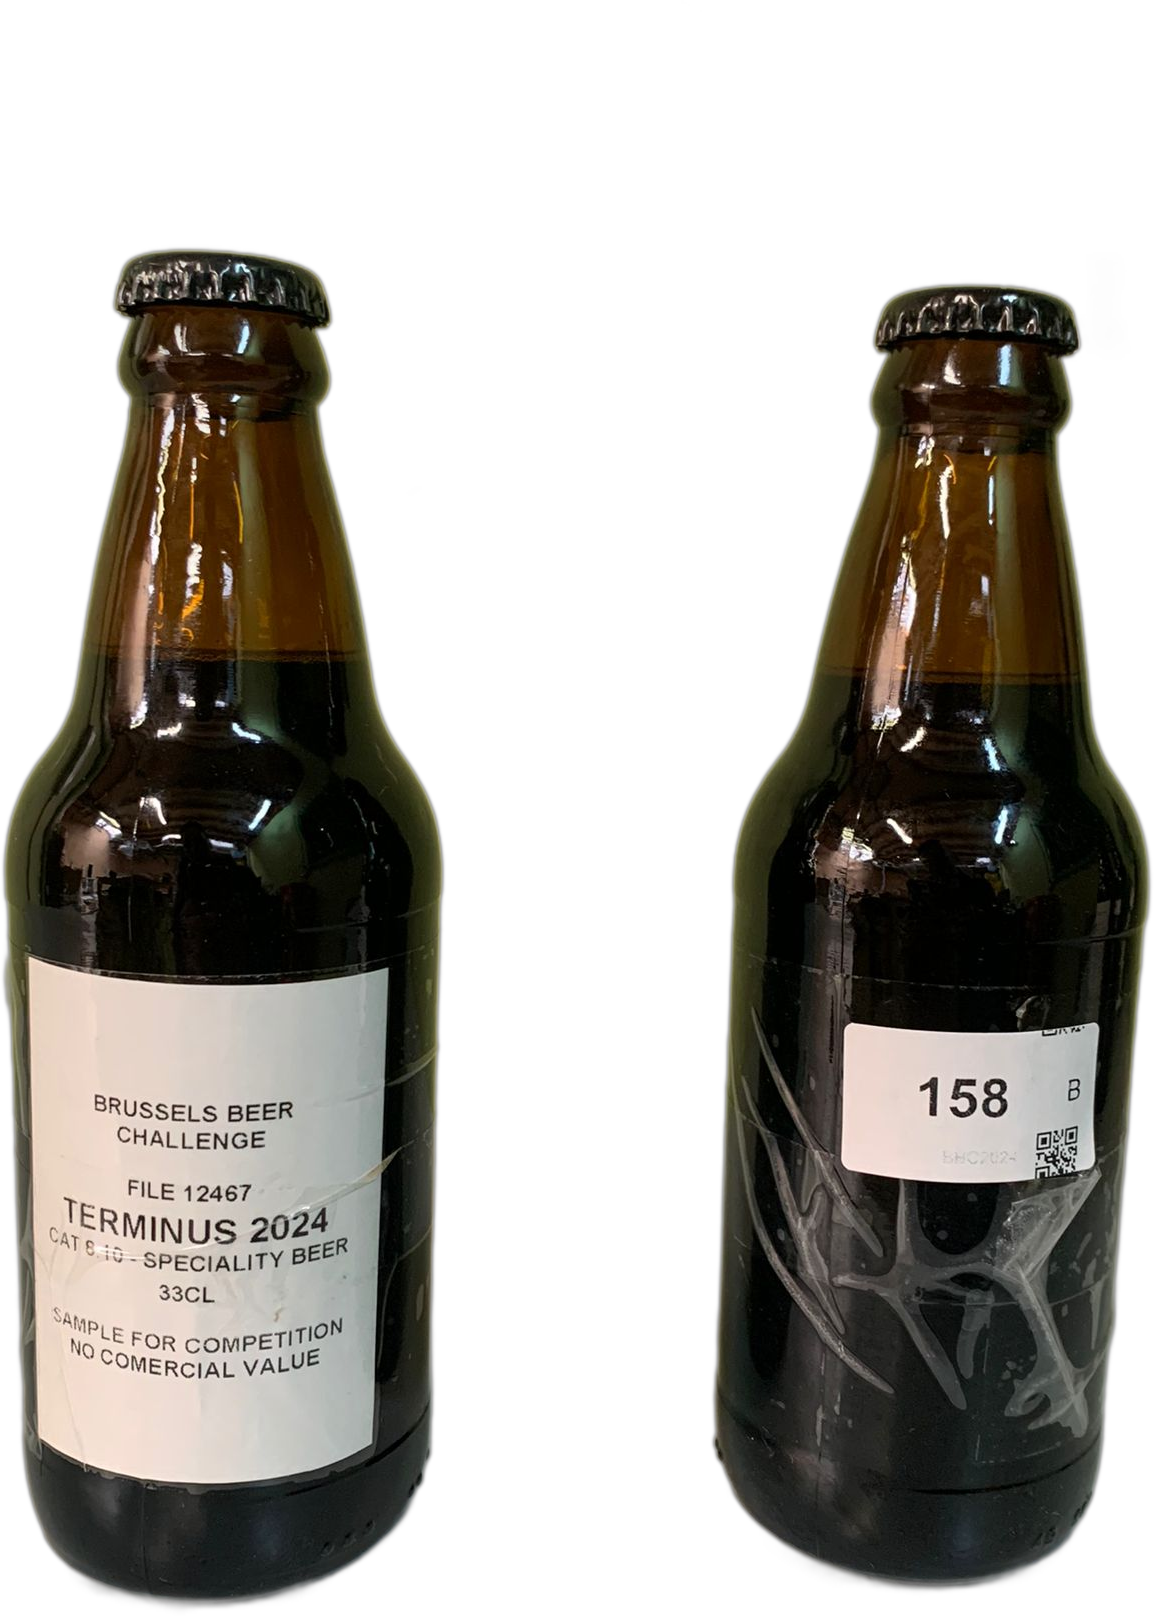 BRUSSELS BEER
CHALLENGE
FILE 12467
TERMINUS 2024
CAT 8.10 - SPECIALITY BEER
33CL
SAMPLE FOR COMPETITION
NO COMERCIAL VALUE
158
B